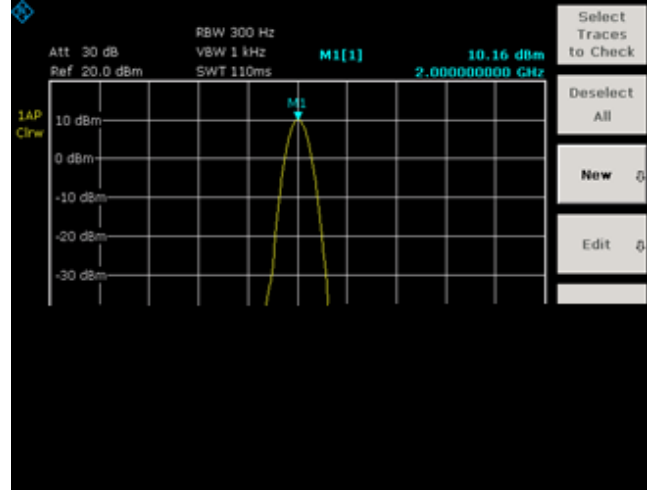 RBW 300 Hz
Att 30 dB VBW 1 kHz M1[1] 10.16 dBm
Ref 20.0 dBm SWT 110ms 2.000000000 GHz
M1
1AP
Clrw
10 dBm
0 dBm
-10 dBm
-20 dBm
-30 dBm
Select
Traces
to Check
Deselect
All
New
Edit